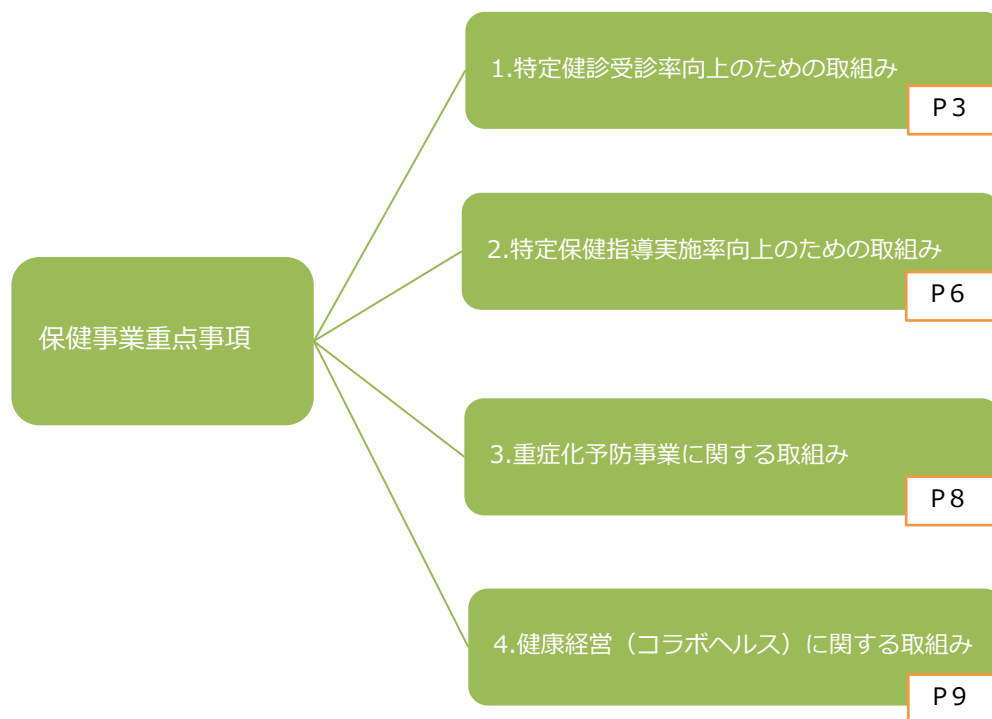 1.特定健診受診率向上のための取組み
P3
2.特定保健指導実施率向上のための取組み
P6
保健事業重点事項
3.重症化予防事業に関する取組み
P8
4.健康経営（コラボヘルス）に関する取組み
P9